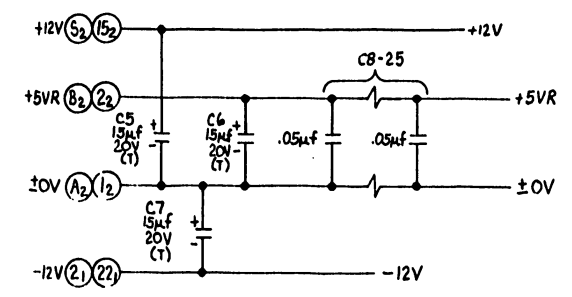 +12V S₂ 15₂ +12V
C8-25
+5VR B₂ 2₂ +5VR
C5
15µf
20V
(T)
+
-
C6
15µf
20V
(T)
+
-
.05µf
.05µf
±0V A₂ 1₂ ±0V
C7
15µf
20V
(T)
+
-
-12V 2₁ 22₁ -12V